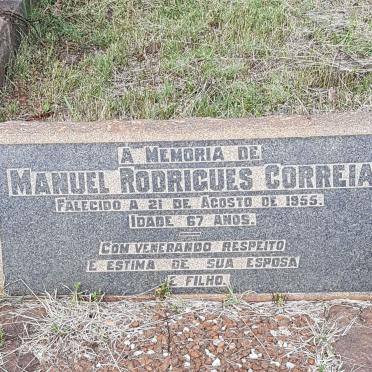 A MEMORIA DE
MANUEL RODRIGUES CORREIA
FALECIDO A 21 DE AGOSTO DE 1955.
IDADE 67 ANOS.
COM VENERANDO RESPEITO
E ESTIMA DE SUA ESPOSA
E FILHO.